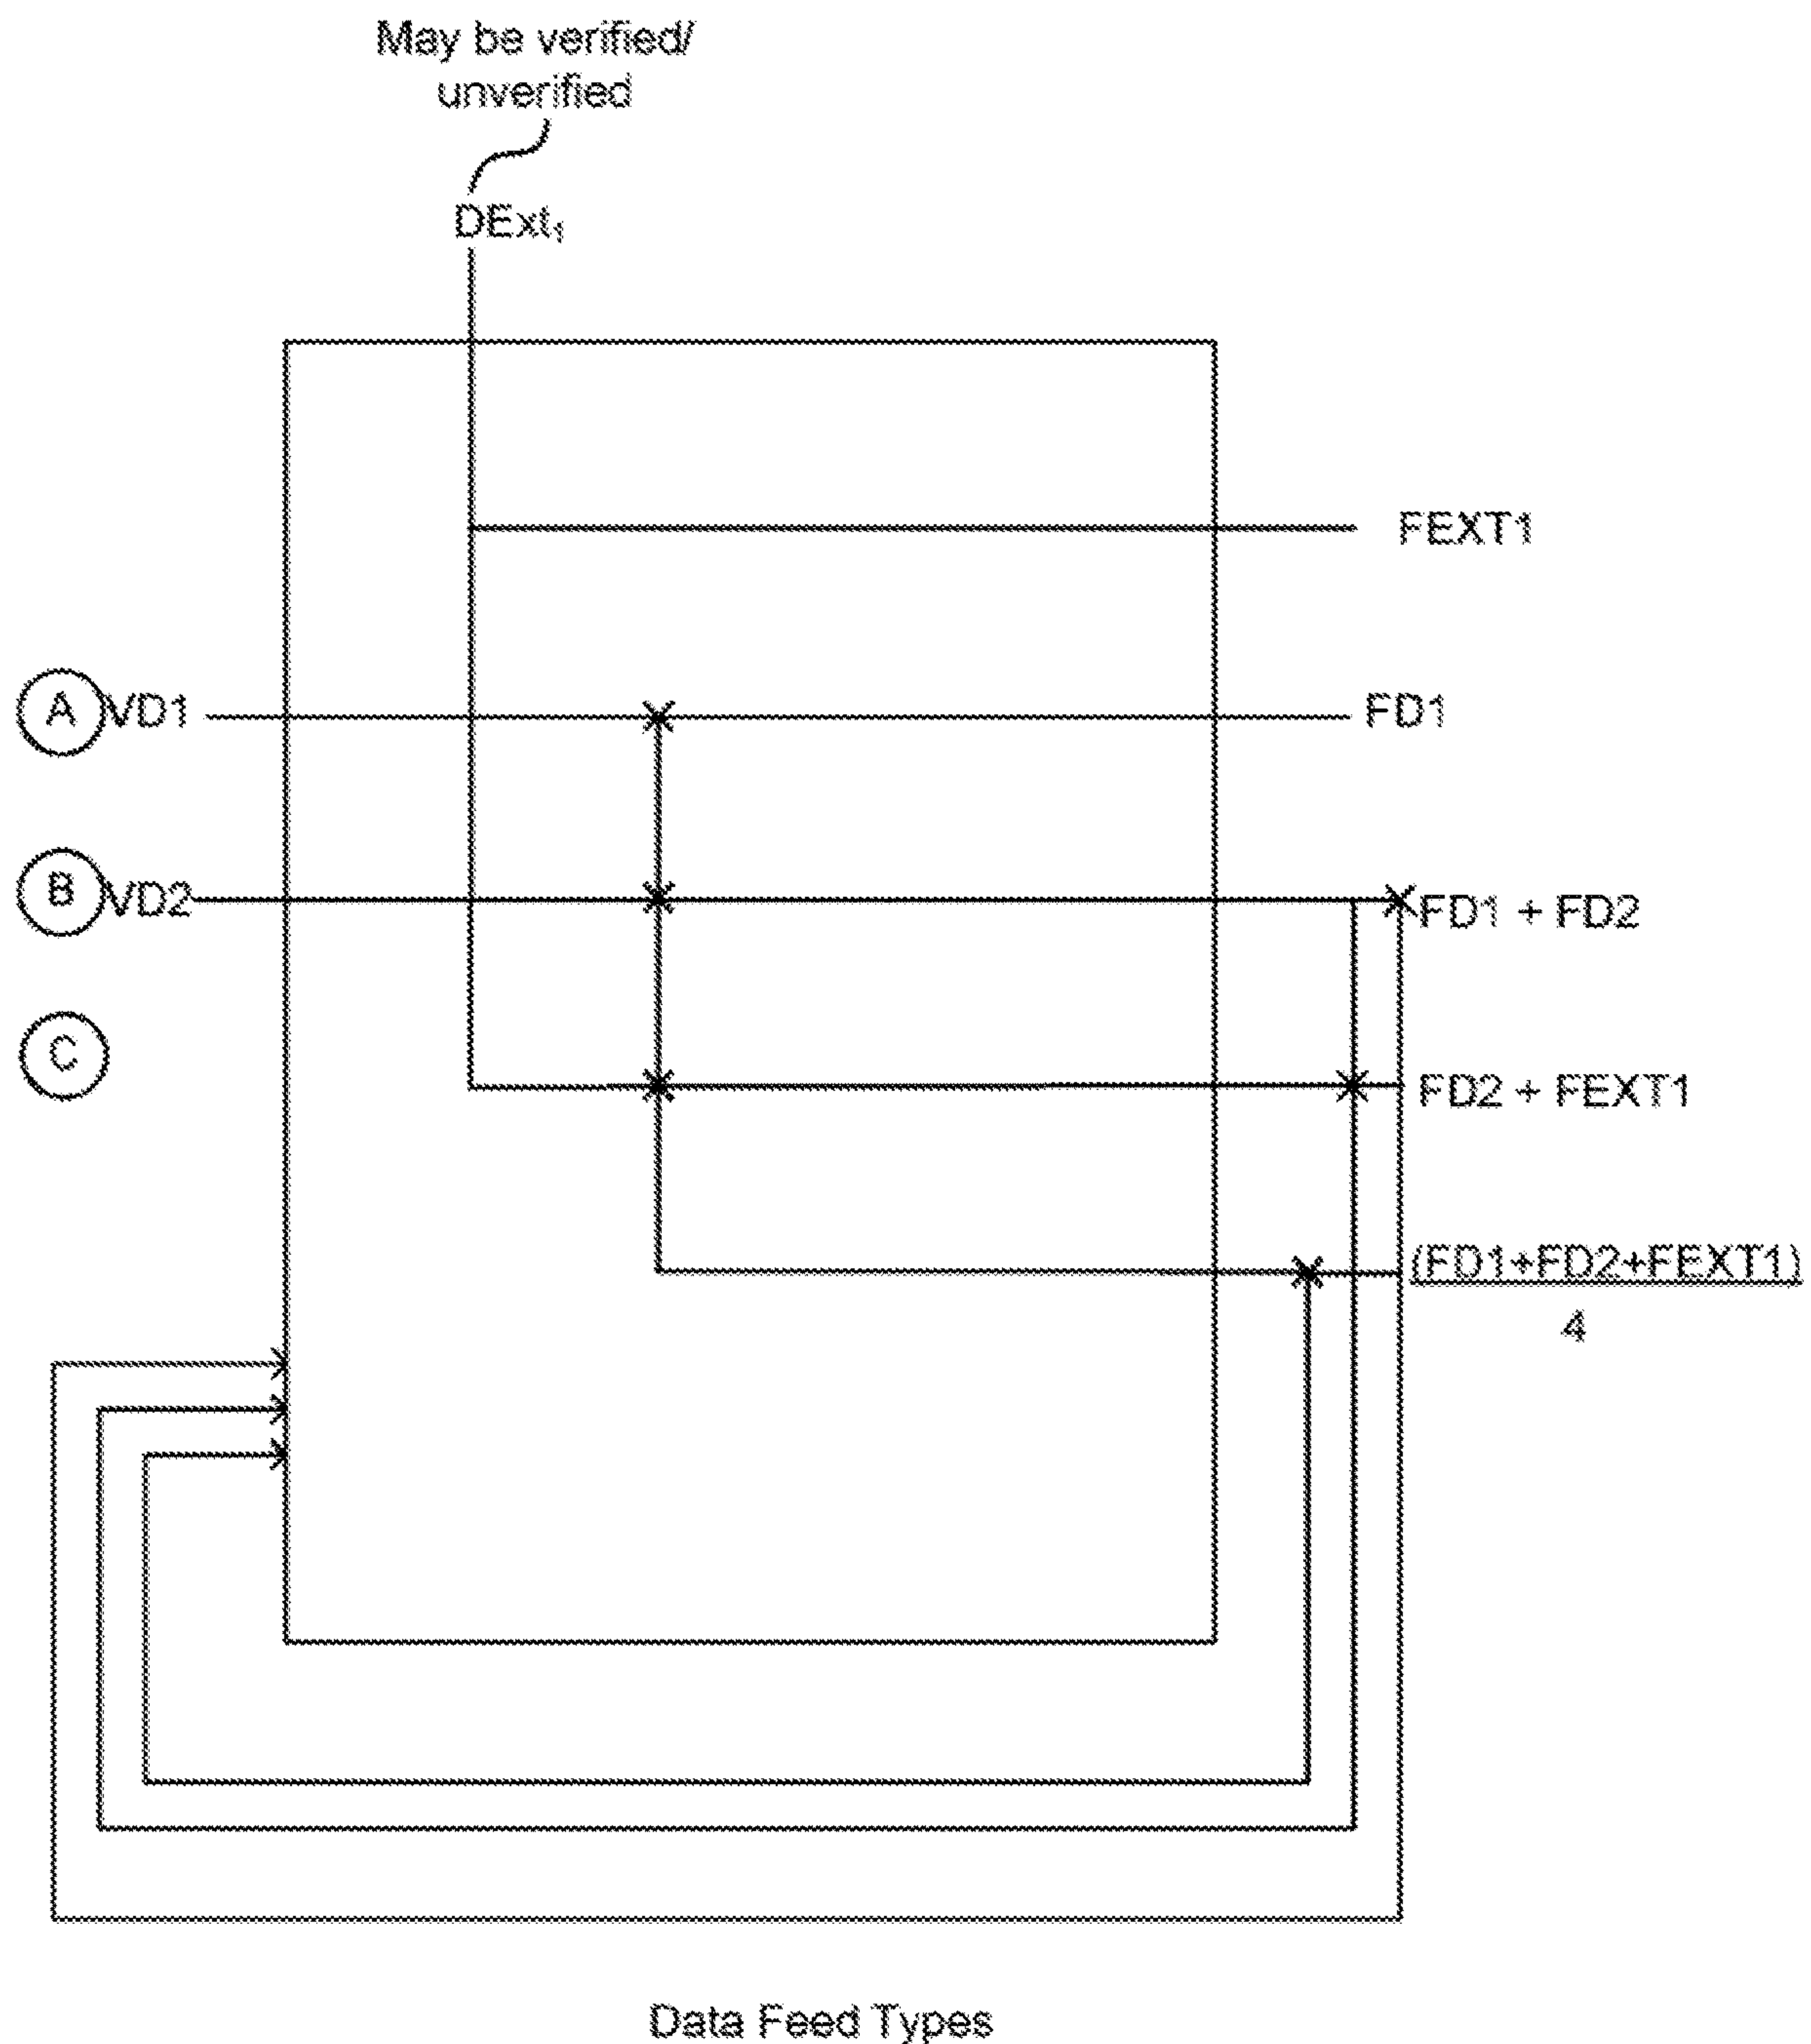 May be verified/
unverified
DExt₁
FEXT1
A VD1 FD1
B VD2 FD1 + FD2
C FD2 + FEXT1
(FD1+FD2+FEXT1)
4
Data Feed Types